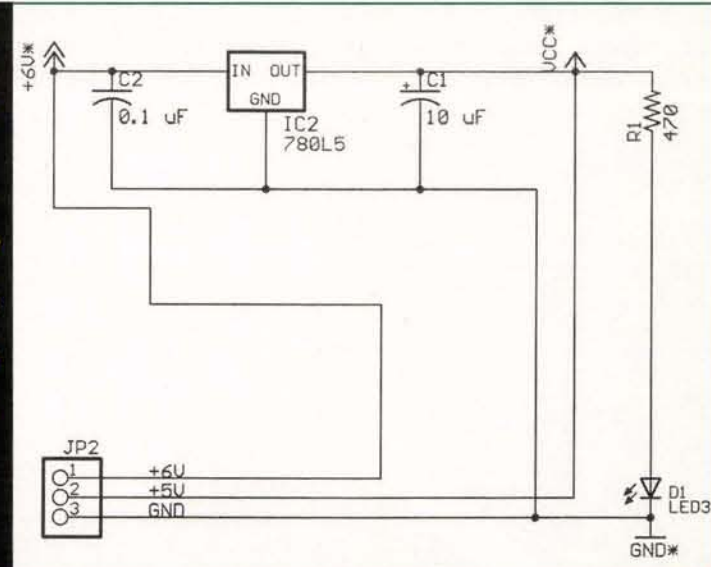 +6V*
C2
0.1 uF
IN OUT
GND
IC2
780L5
C1
+
10 uF
VCC*
R1
470
JP2
1 +6V
2 +5V
3 GND
D1
LED3
GND*